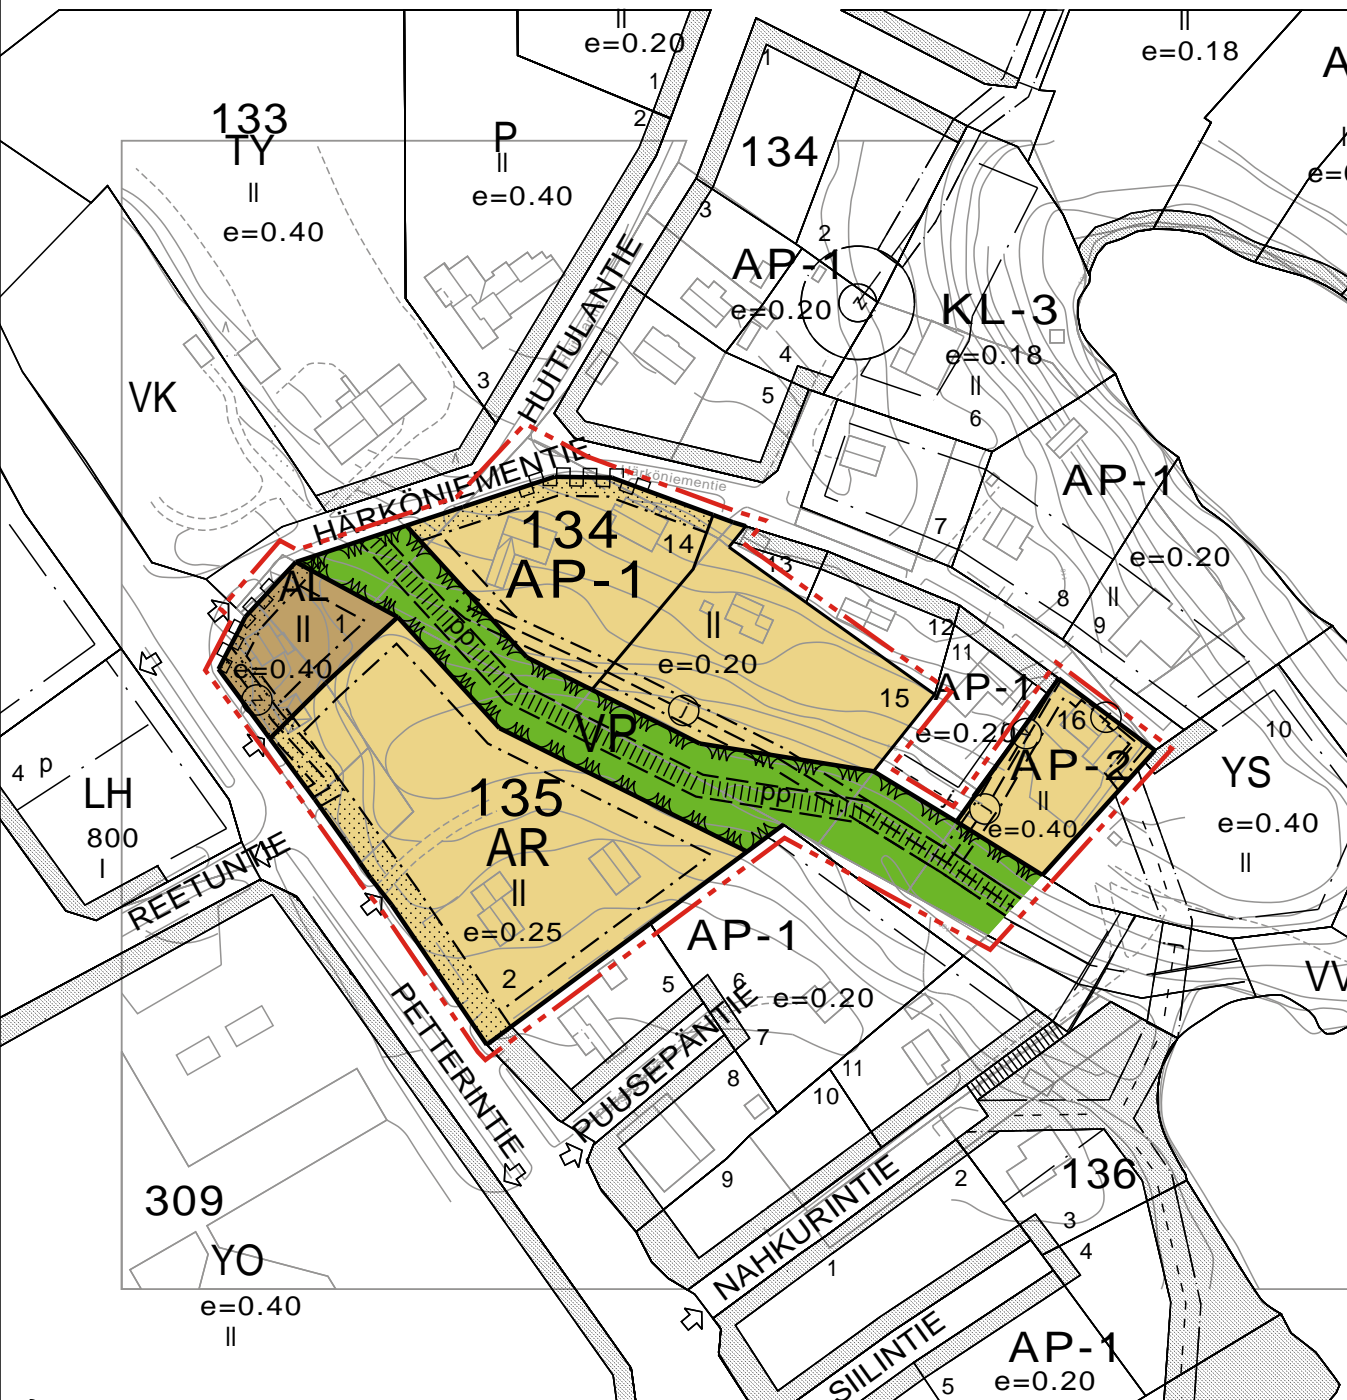 II
e=0.20
1
2
II
e=0.18
133
TY
II
e=0.40
P
II
e=0.40
3
1
134
3
2
AP-1
e=0.20
4
5
KL-3
e=0.18
II
6
HUITULANTIE
VK
HÄRKÖNIEMENTIE
Härköniementie
7
AP-1
e=0.20
8
II
9
134
AP-1
14
13
II
e=0.20
15
12
11
AP-1
e=0.20
AL
II
1
e=0.40
pp
VP
pp
16
AP-2
II
e=0.40
10
YS
e=0.40
II
4
p
LH
800
I
REETUNTIE
135
AR
II
e=0.25
2
AP-1
e=0.20
5
6
7
8
9
10
11
VV
PETTERINTIE
PUUSEPÄNTIE
NAHKURINTIE
SIILINTIE
309
YO
e=0.40
II
136
2
3
4
1
AP-1
e=0.20
5